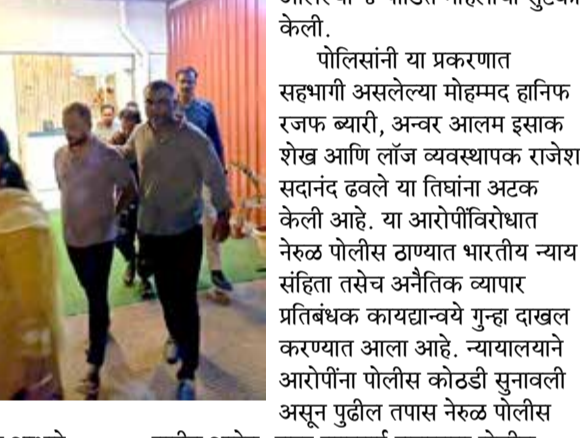 केली.
पोलिसांनी या प्रकरणात
सहभागी असलेल्या मोहम्मद हानिफ
रजफ ब्यारी, अन्वर आलम इसाक
शेख आणि लॉज व्यवस्थापक राजेश
सदानंद ढवले या तिघांना अटक
केली आहे. या आरोपींविरोधात
नेरुळ पोलीस ठाण्यात भारतीय न्याय
संहिता तसेच अनैतिक व्यापार
प्रतिबंधक कायद्यान्वये गुन्हा दाखल
करण्यात आला आहे. न्यायालयाने
आरोपींना पोलीस कोठडी सुनावली
असून पुढील तपास नेरुळ पोलीस